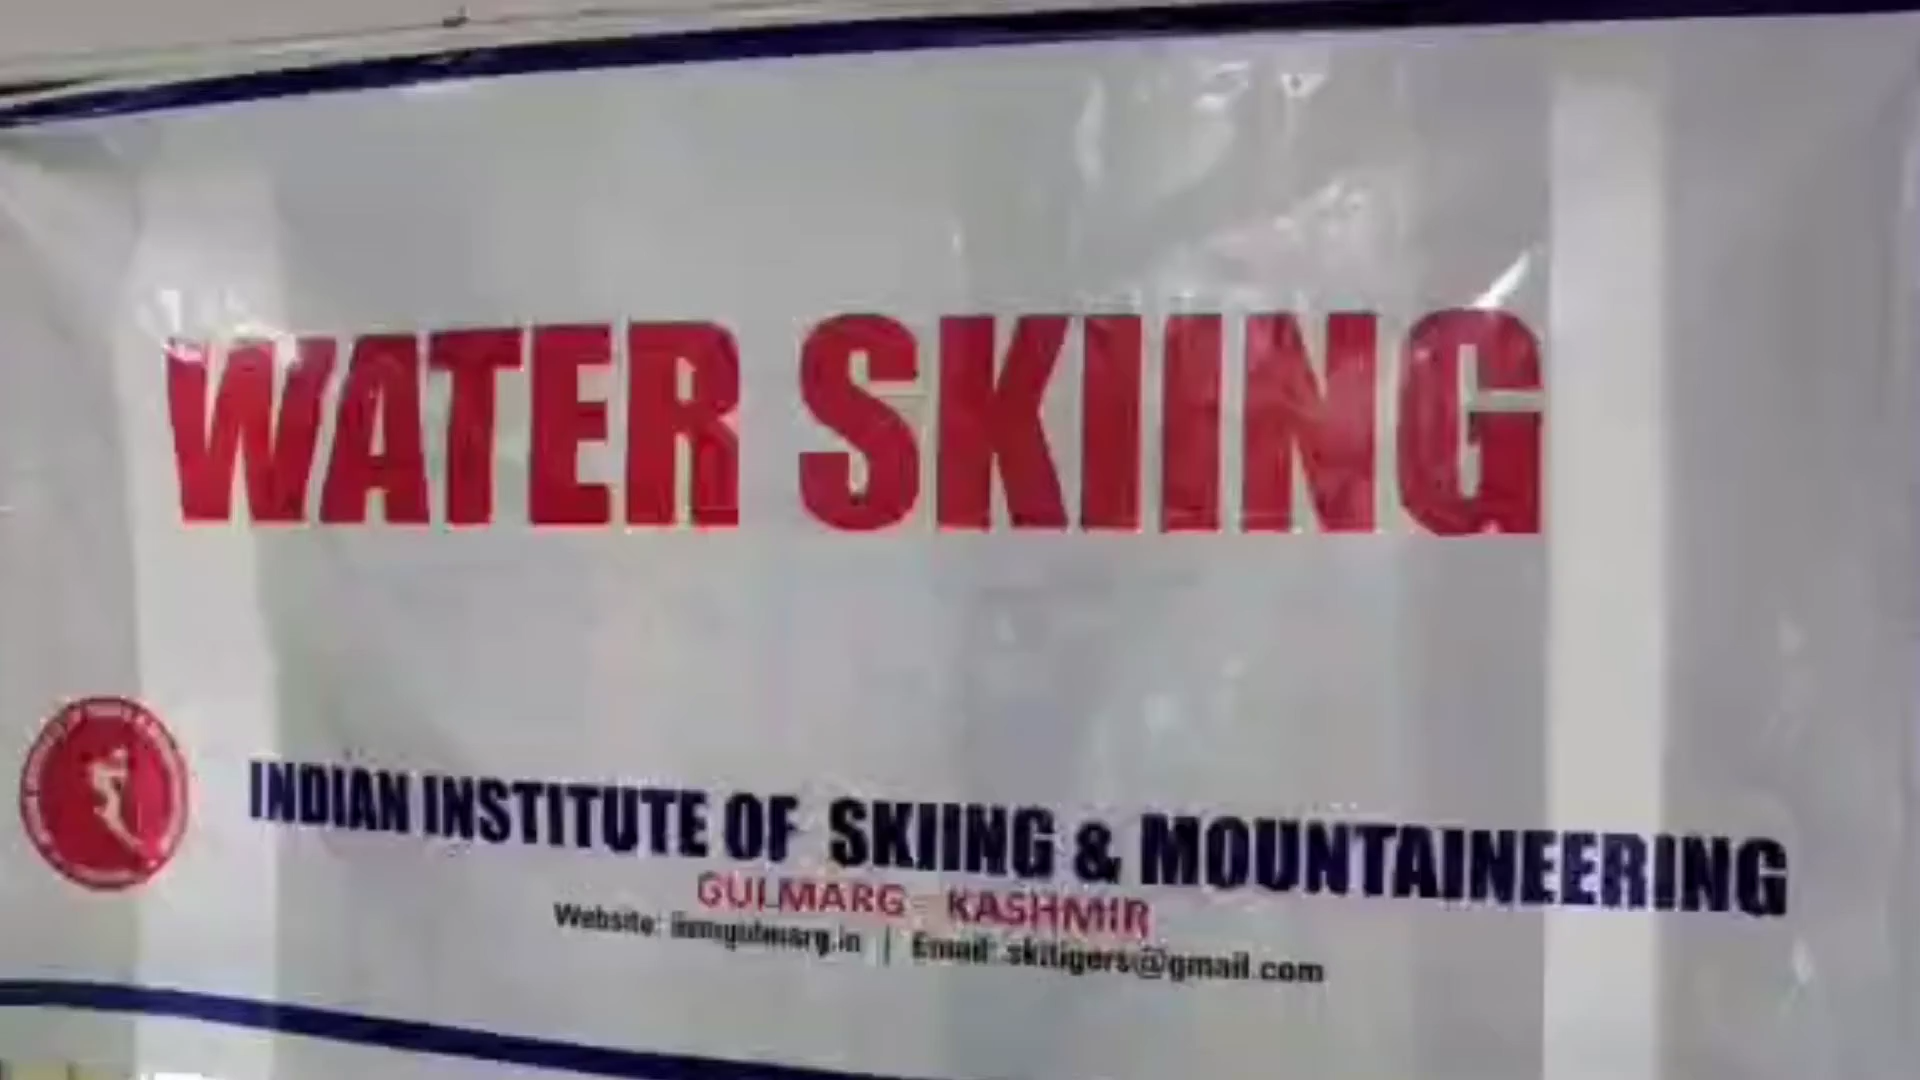 WATER SKIING
INDIAN INSTITUTE OF SKIING & MOUNTAINEERING
GULMARG - KASHMIR
Website: iismgulmarg.in | Email: skitigers@gmail.com